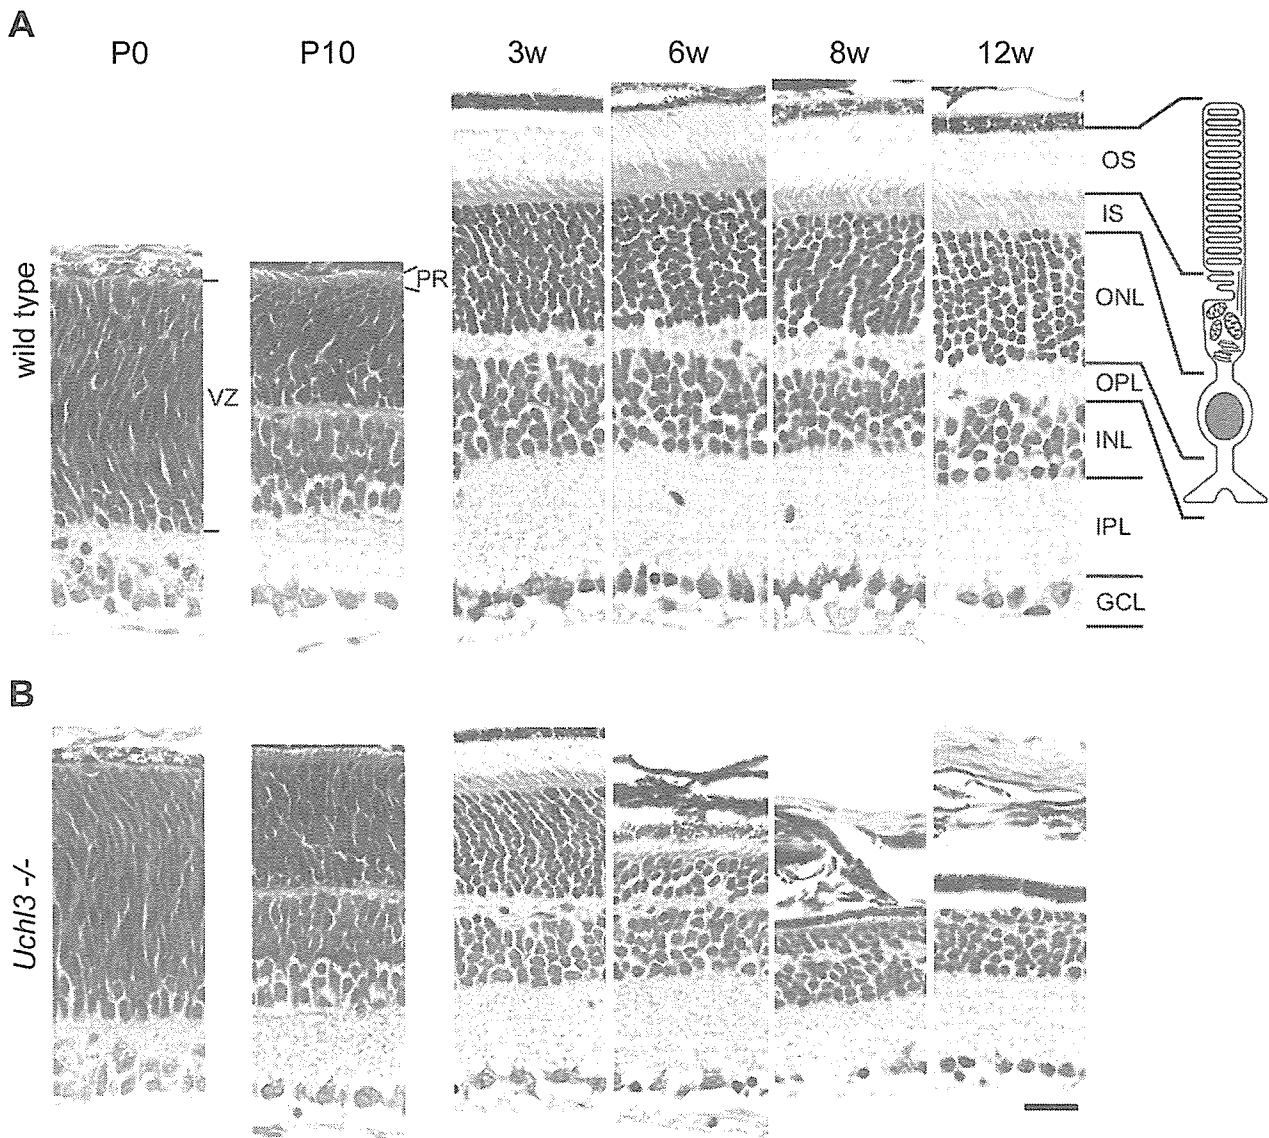 A
P0 P10 3w 6w 8w 12w
wild type
VZ
PR
OS
IS
ONL
OPL
INL
IPL
GCL
B
Uchl3 -/-